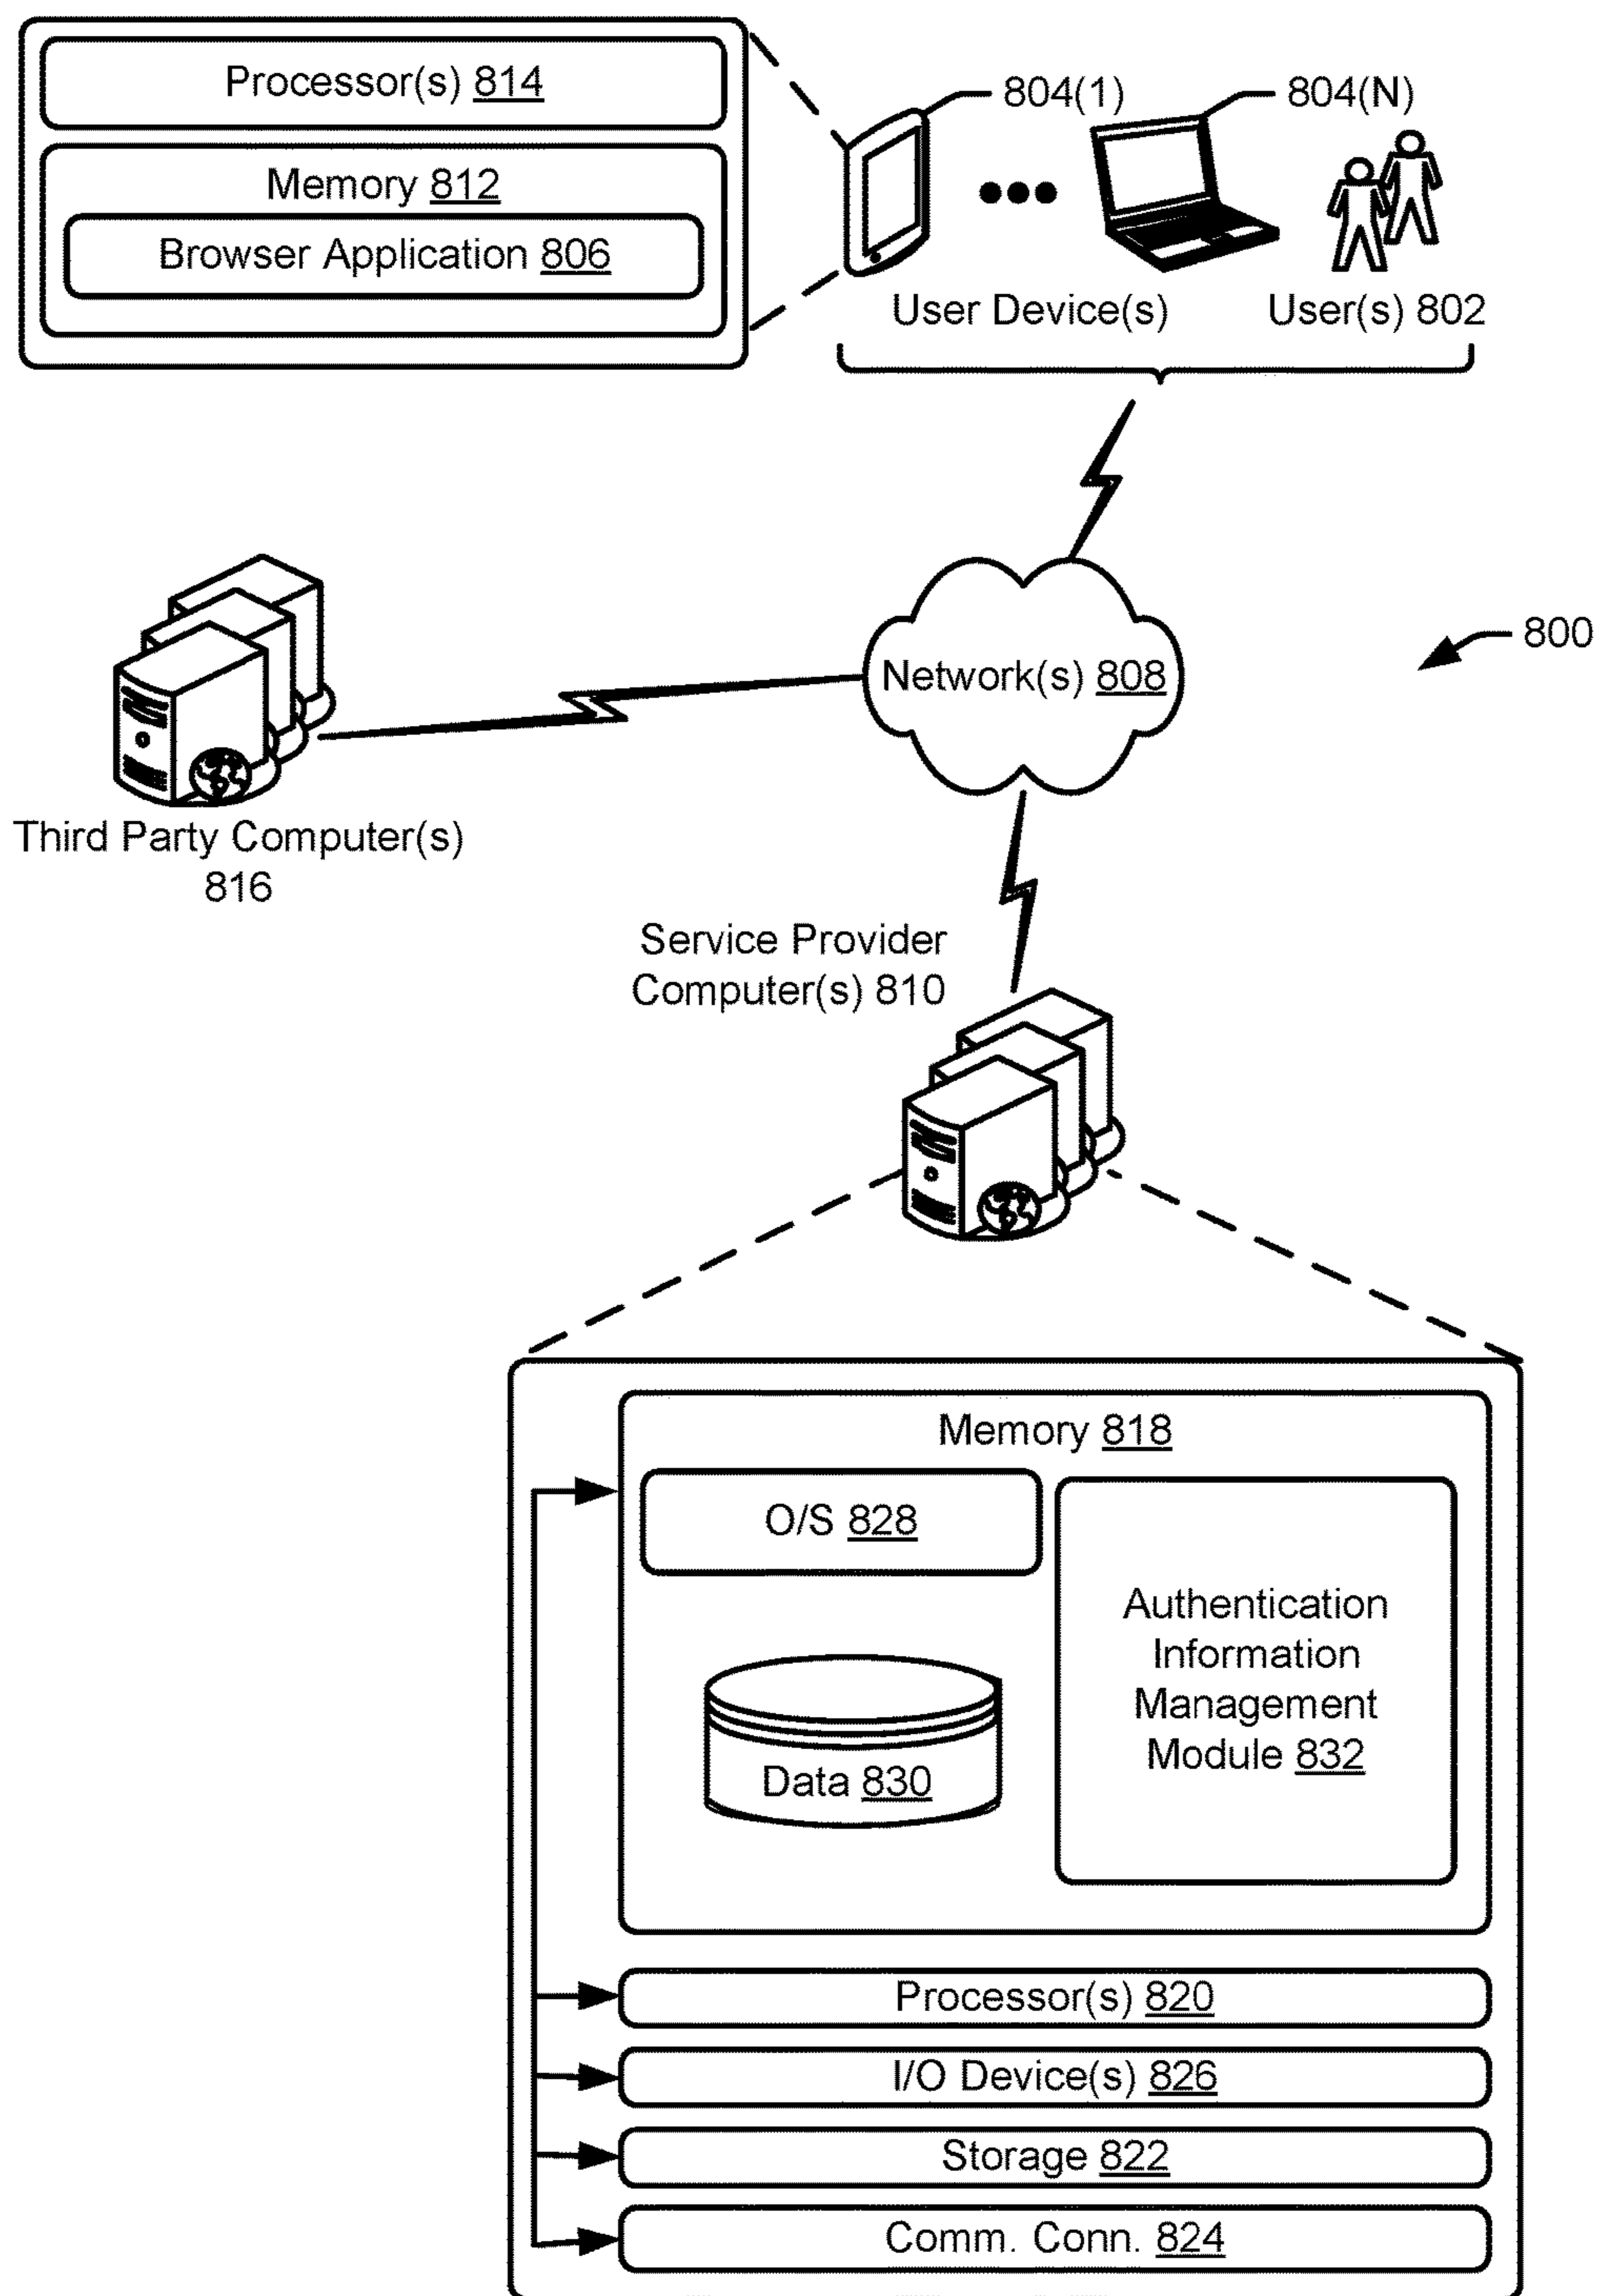 Processor(s) 814
Memory 812
Browser Application 806
804(1)
804(N)
User Device(s)
User(s) 802
Network(s) 808
800
Third Party Computer(s)
816
Service Provider
Computer(s) 810
Memory 818
O/S 828
Data 830
Authentication
Information
Management
Module 832
Processor(s) 820
I/O Device(s) 826
Storage 822
Comm. Conn. 824